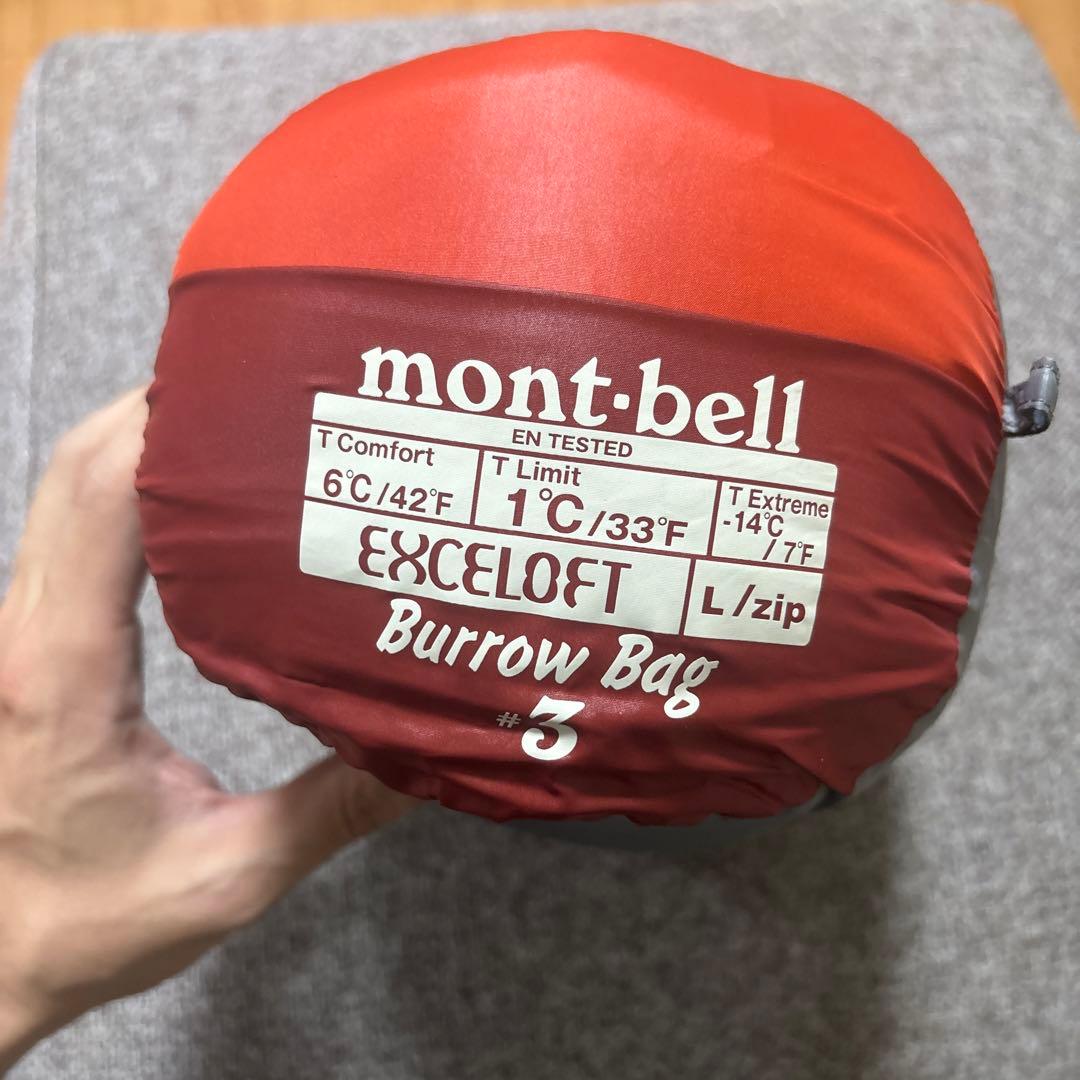 mont·bell
EN TESTED
T Comfort
6℃/42°F
T Limit
1℃/33°F
T Extreme
-14℃
/7°F
EXCELOFT
L/zip
Burrow Bag
#3